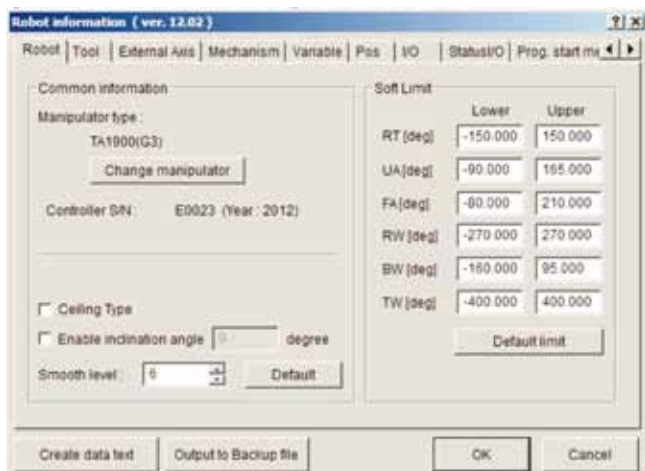 Robot information ( ver. 12.02 )
Robot Tool External Axis Mechanism Variable Pos I/O StatusI/O Prog. start me
Common information
Manipulator type :
TA1900(G3)
Change manipulator
Controller S/N : E0023 (Year : 2012)
Ceiling Type
Enable inclination angle 0 degree
Smooth level : 6 Default
Soft Limit
Lower Upper
RT [deg] -150.000 150.000
UA[deg] -90.000 165.000
FA[deg] -80.000 210.000
RW [deg] -270.000 270.000
BW [deg] -160.000 95.000
TW [deg] -400.000 400.000
Default limit
Create data text Output to Backup file OK Cancel